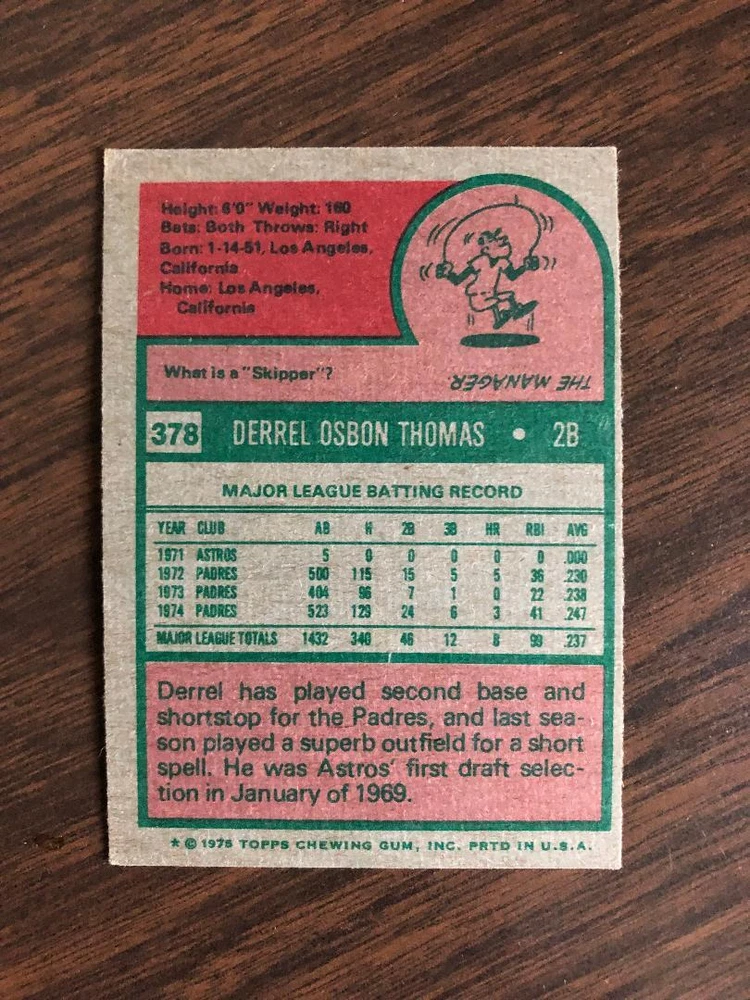 Height: 6'0" Weight: 160
Bats: Both Throws: Right
Born: 1-14-51, Los Angeles,
California
Home: Los Angeles,
California
What is a "Skipper"?
THE MANAGER.
378 DERREL OSBON THOMAS • 2B
MAJOR LEAGUE BATTING RECORD
YEAR CLUB AB H 2B 3B HR RBI AVG
1971 ASTROS 5 0 0 0 0 0 .000
1972 PADRES 500 115 15 5 5 36 .230
1973 PADRES 404 96 7 1 0 22 .238
1974 PADRES 523 129 24 6 3 41 .247
MAJOR LEAGUE TOTALS 1432 340 46 12 8 99 .237
Derrel has played second base and
shortstop for the Padres, and last sea-
son played a superb outfield for a short
spell. He was Astros' first draft selec-
tion in January of 1969.
* © 1975 TOPPS CHEWING GUM, INC. PRTD IN U.S.A.